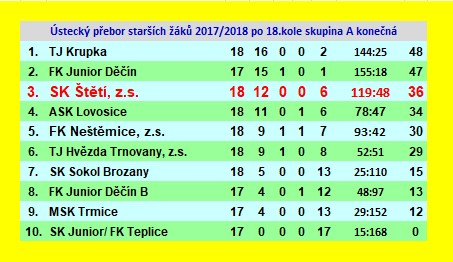 Ústecký přebor starších žáků 2017/2018 po 18.kole skupina A konečná
1. TJ Krupka 18 16 0 0 2 144:25 48
2. FK Junior Děčín 17 15 1 0 1 155:18 47
3. SK Štětí, z.s. 18 12 0 0 6 119:48 36
4. ASK Lovosice 18 11 0 1 6 78:47 34
5. FK Neštěmice, z.s. 18 9 1 1 7 93:42 30
6. TJ Hvězda Trnovany, z.s. 18 9 1 0 8 52:51 29
7. SK Sokol Brozany 18 5 0 0 13 25:110 15
8. FK Junior Děčín B 17 4 0 1 12 48:97 13
9. MSK Trmice 17 4 0 0 13 29:152 12
10. SK Junior/ FK Teplice 17 0 0 0 17 15:168 0